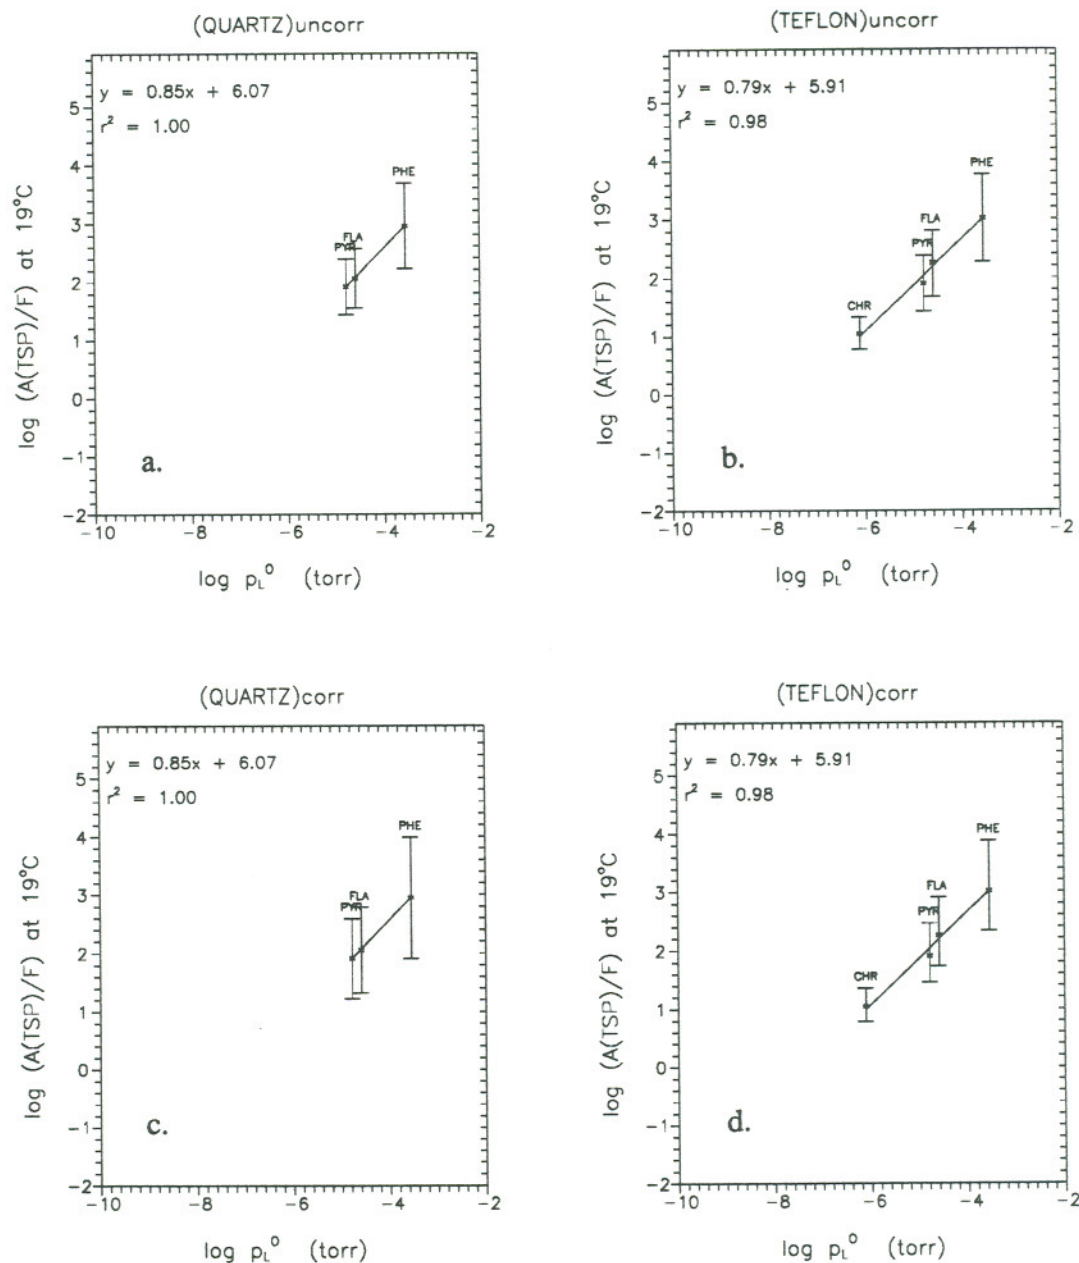 (QUARTZ)uncorr
y = 0.85x + 6.07
r² = 1.00
PHE
FLA
PYR
log (A(TSP)/F) at 19°C
5
4
3
2
1
0
−1
−2
a.
−10 −8 −6 −4 −2
log p_L⁰ (torr)
(TEFLON)uncorr
y = 0.79x + 5.91
r² = 0.98
PHE
FLA
PYR
CHR
log (A(TSP)/F) at 19°C
5
4
3
2
1
0
−1
−2
b.
−10 −8 −6 −4 −2
log p_L⁰ (torr)
(QUARTZ)corr
y = 0.85x + 6.07
r² = 1.00
PHE
FLA
PYR
log (A(TSP)/F) at 19°C
5
4
3
2
1
0
−1
−2
c.
−10 −8 −6 −4 −2
log p_L⁰ (torr)
(TEFLON)corr
y = 0.79x + 5.91
r² = 0.98
PHE
FLA
PYR
CHR
log (A(TSP)/F) at 19°C
5
4
3
2
1
0
−1
−2
d.
−10 −8 −6 −4 −2
log p_L⁰ (torr)